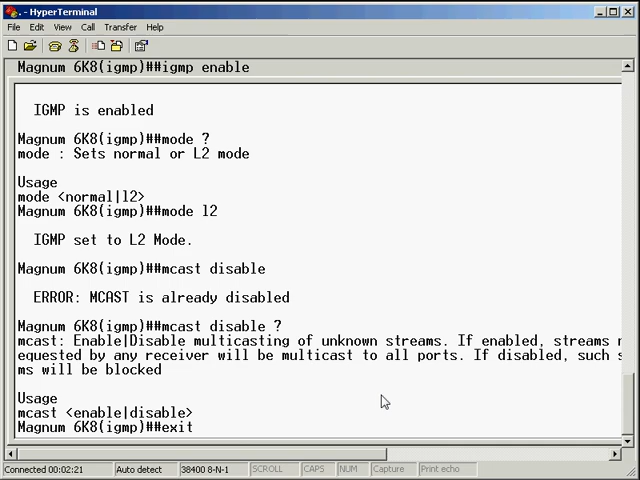 . - HyperTerminal
File Edit View Call Transfer Help
Magnum 6K8(igmp)##igmp enable
IGMP is enabled
Magnum 6K8(igmp)##mode ?
mode : Sets normal or L2 mode
Usage
mode <normal|l2>
Magnum 6K8(igmp)##mode l2
IGMP set to L2 Mode.
Magnum 6K8(igmp)##mcast disable
ERROR: MCAST is already disabled
Magnum 6K8(igmp)##mcast disable ?
mcast: Enable|Disable multicasting of unknown streams. If enabled, streams
equested by any receiver will be multicast to all ports. If disabled, such s
ms will be blocked
Usage
mcast <enable|disable>
Magnum 6K8(igmp)##exit
Connected 00:02:21 Auto detect 38400 8-N-1 SCROLL CAPS NUM Capture Print echo